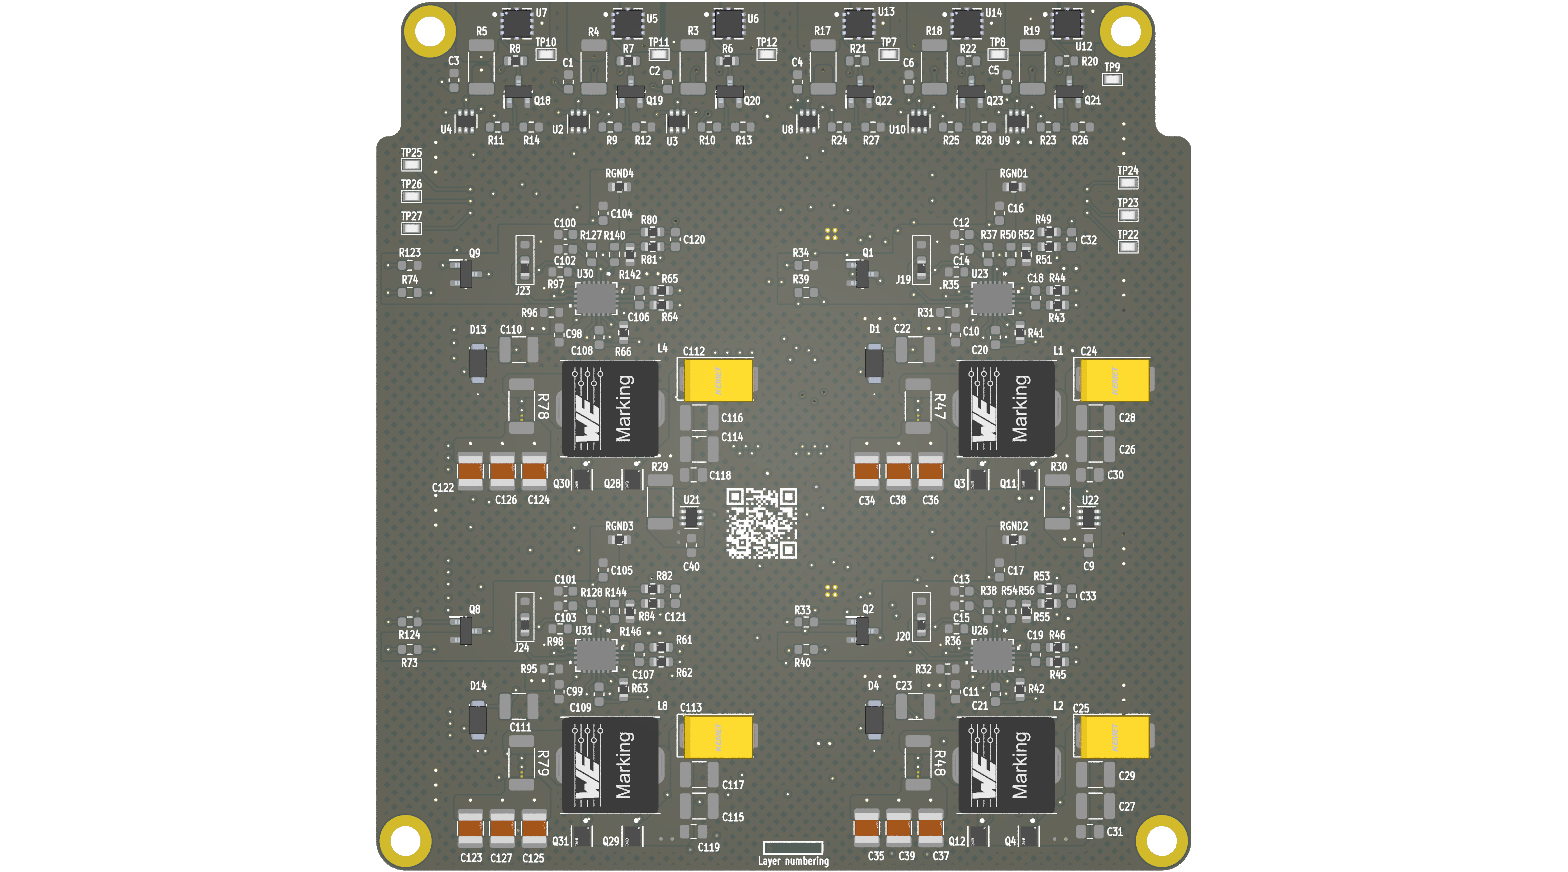 U7 U5 U6 U13 U14 U12
R5 R4 R3 R17 R18 R19
TP10 TP11 TP12 TP7 TP8
R8 R7 R6 R21 R22 R20
C3 C1 C2 C4 C6 C5 TP9
Q18 Q19 Q20 Q22 Q23 Q21
U4 U2 U3 U8 U10 U9
R11 R14 R9 R12 R10 R13 R24 R27 R25 R28 R23 R26
TP25
TP26
TP27
TP24
TP23
TP22
RGND4 RGND1
C104 C16
C100 R80 C12 R49
R127 R140 C120 R37 R50 R52 C32
R123 Q9 C102 R81 R34 Q1 C14 R51
R74 J23 R97 U30 R142 R65 R39 J19 R35 U23 C18 R44
R96 C106 R64 R31 R43
D13 C110 C98 R66 D1 C22 C10 R41
C108 L4 C112 C20 L1 C24
WE Marking WE Marking
R78 R47
C116 C28
C114 C26
C118 C30
C122 C126 C124 Q30 Q28 R29 C34 C38 C36 Q3 Q11 R30
U21 U22
RGND3 RGND2
C40 C9
C105 C17
C101 R82 C13 R53
R128 R144 C121 R38 R54 R56 C33
R124 Q8 C103 R84 R33 Q2 C15 R55
R73 J24 R98 U31 R146 R61 R40 J20 R36 U26 C19 R46
R95 C107 R62 R32 R45
D14 C111 C99 R63 D4 C23 C11 R42
C109 L8 C113 C21 L2 C25
WE Marking WE Marking
R79 R48
C117 C29
C115 C27
C119 C31
C123 C127 C125 Q31 Q29 C35 C39 C37 Q12 Q4
Layer numbering